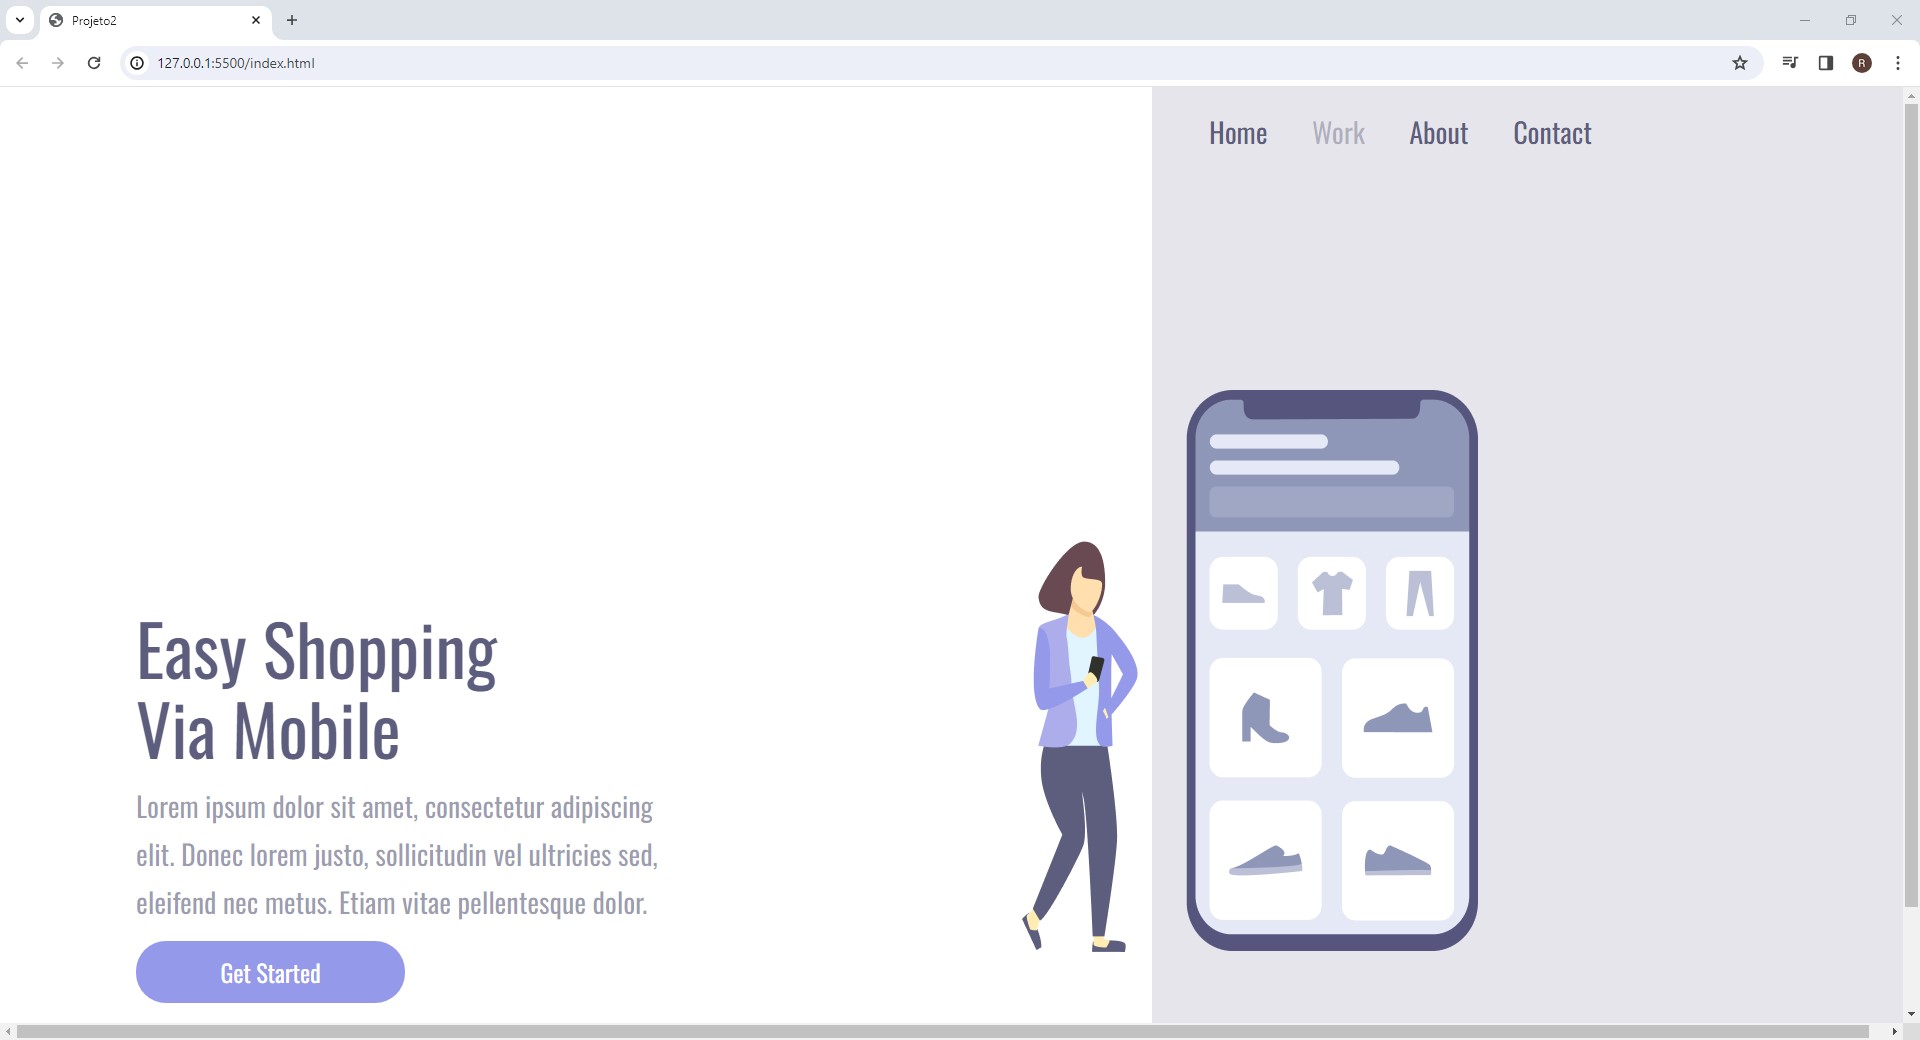 Projeto2
127.0.0.1:5500/index.html
R
Home Work About Contact
Easy Shopping
Via Mobile
Lorem ipsum dolor sit amet, consectetur adipiscing
elit. Donec lorem justo, sollicitudin vel ultricies sed,
eleifend nec metus. Etiam vitae pellentesque dolor.
Get Started